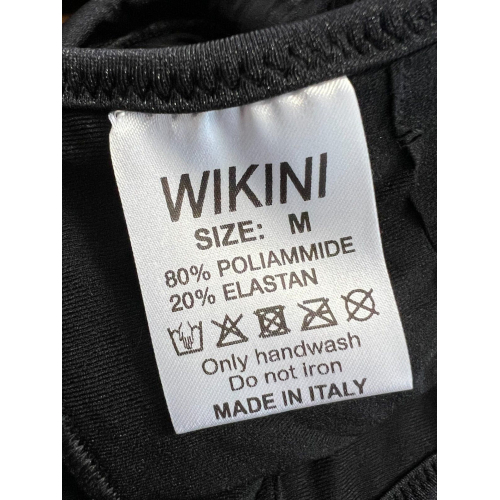 WIKINI
SIZE: M
80% POLIAMMIDE
20% ELASTAN
Only handwash
Do not iron
MADE IN ITALY